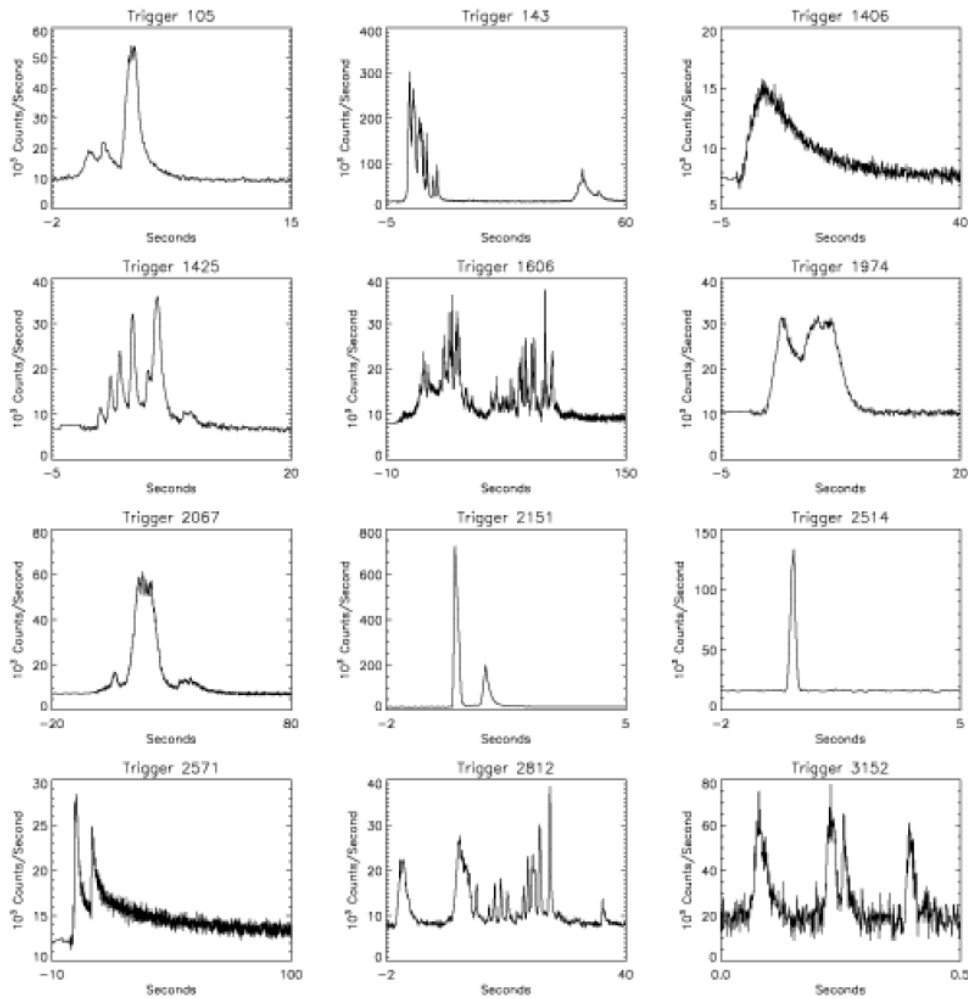 Trigger 105
10³ Counts/Second
60
50
40
30
20
10
0
-2
15
Seconds
Trigger 143
10³ Counts/Second
400
300
200
100
0
-5
60
Seconds
Trigger 1406
10³ Counts/Second
20
15
10
5
-5
40
Seconds
Trigger 1425
10³ Counts/Second
40
30
20
10
0
-5
20
Seconds
Trigger 1606
10³ Counts/Second
40
30
20
10
0
-10
150
Seconds
Trigger 1974
10³ Counts/Second
40
30
20
10
0
-5
20
Seconds
Trigger 2067
10³ Counts/Second
80
60
40
20
0
-20
80
Seconds
Trigger 2151
10³ Counts/Second
800
600
400
200
0
-2
5
Seconds
Trigger 2514
10³ Counts/Second
150
100
50
0
-2
5
Seconds
Trigger 2571
10³ Counts/Second
30
25
20
15
10
-10
100
Seconds
Trigger 2812
10³ Counts/Second
40
30
20
10
0
-2
40
Seconds
Trigger 3152
10³ Counts/Second
80
60
40
20
0
0.0
0.5
Seconds